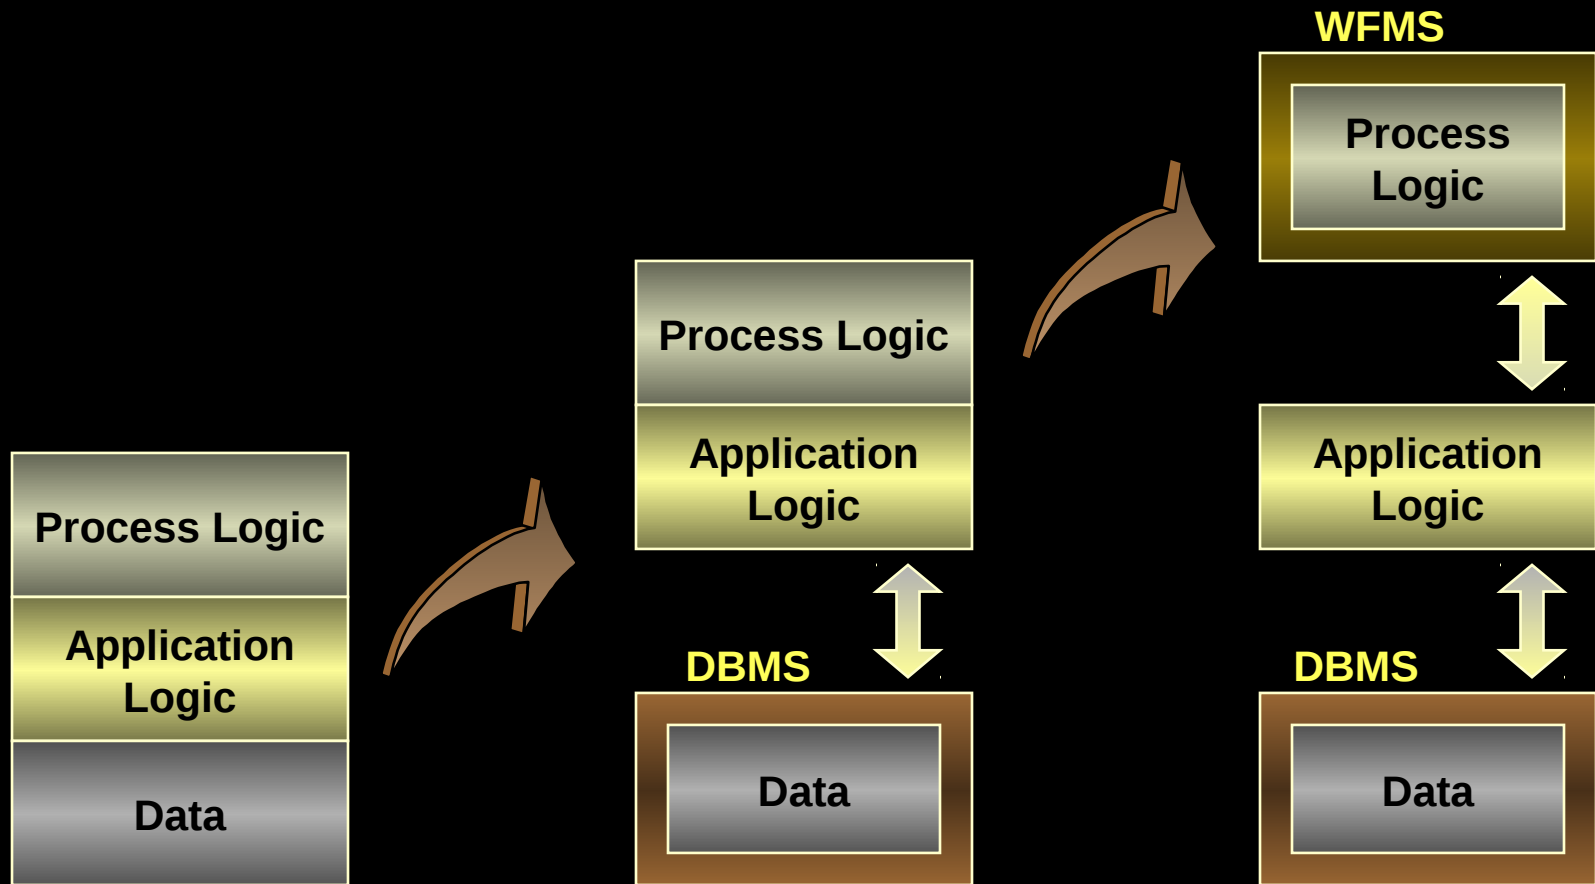 Process Logic
Application
Logic
Data
Process Logic
Application
Logic
DBMS
Data
WFMS
Process
Logic
Application
Logic
DBMS
Data